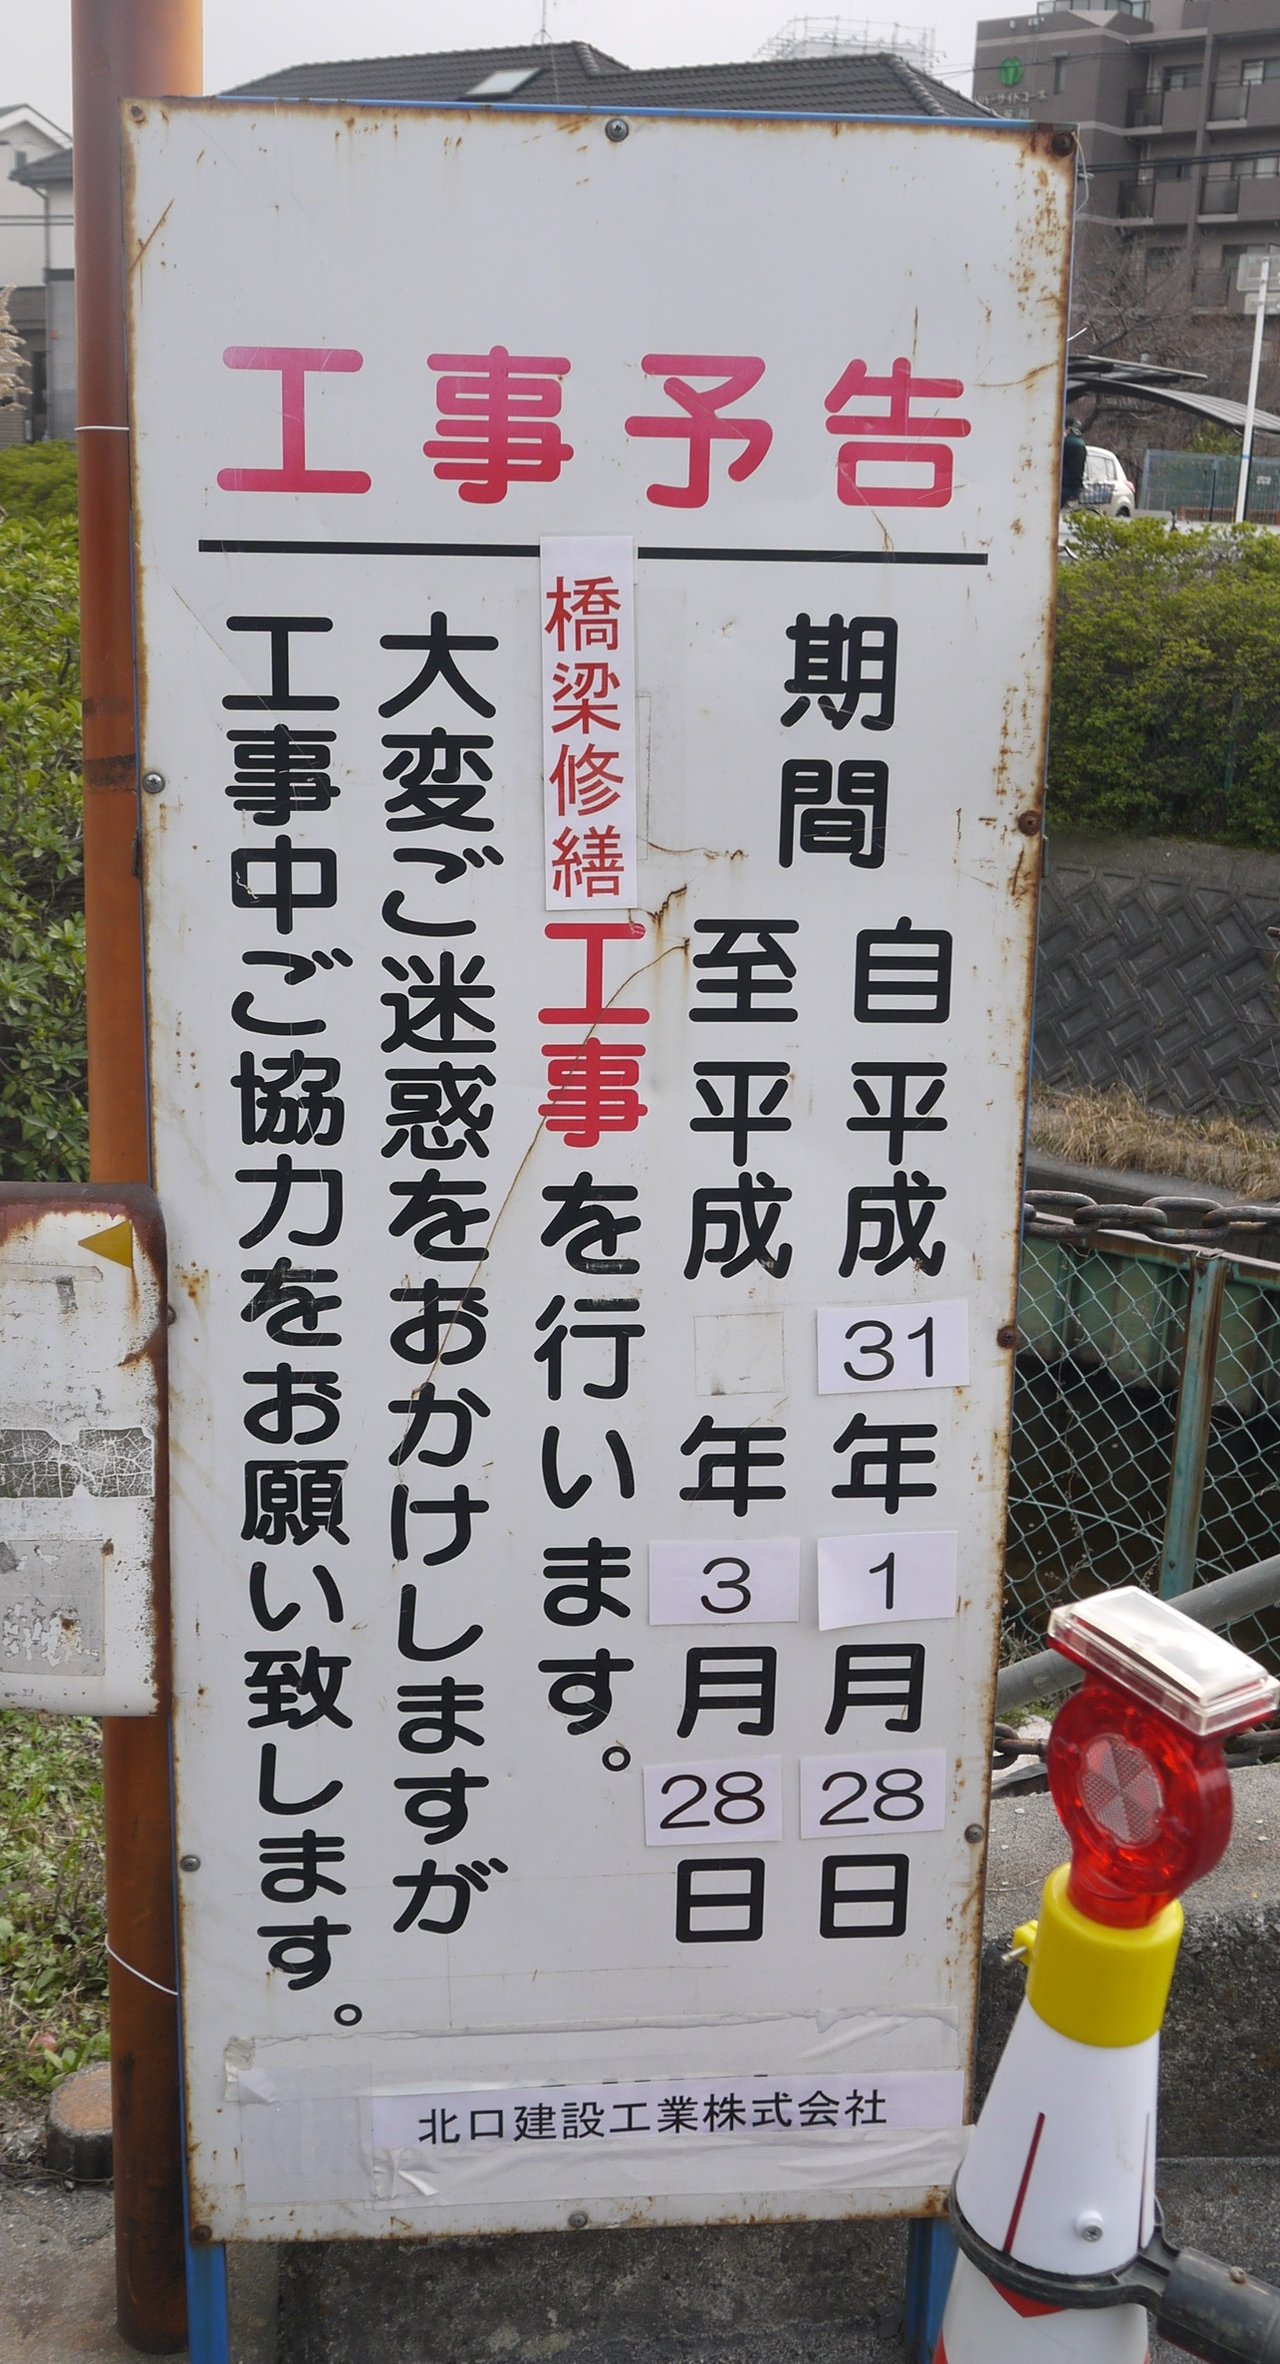 工事予告
期間
自平成31年1月28日
至平成 年3月28日
橋梁修繕工事を行います。
大変ご迷惑をおかけしますが
工事中ご協力をお願い致します。
北口建設工業株式会社